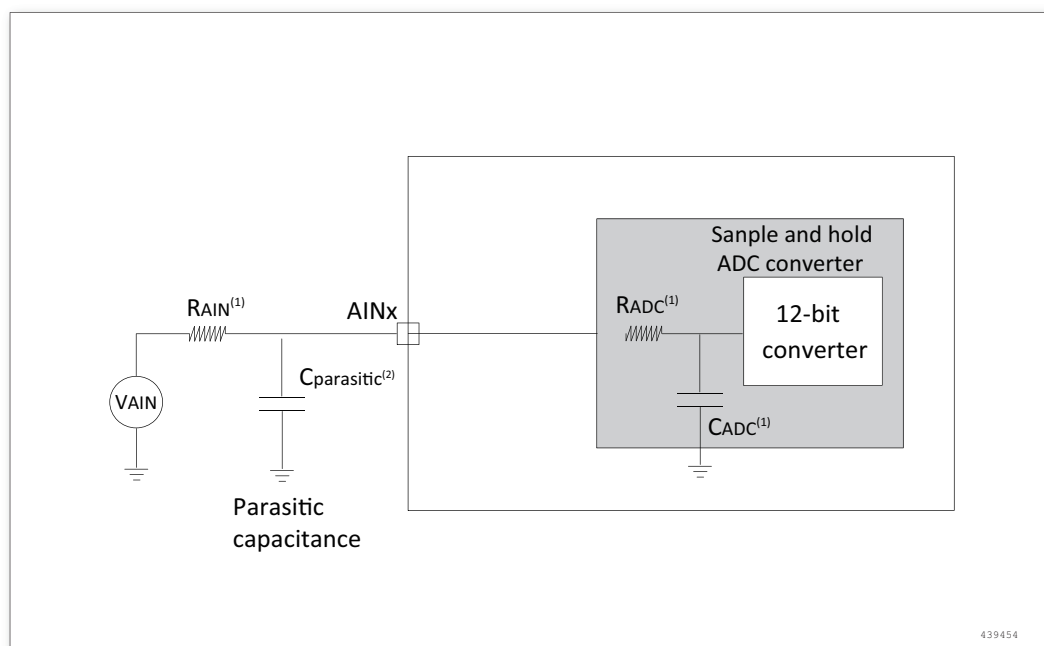 Sanple and hold
ADC converter
RAIN(1)
AINx
RADC(1)
12-bit
converter
Cparasitic(2)
VAIN
CADC(1)
Parasitic
capacitance
439454